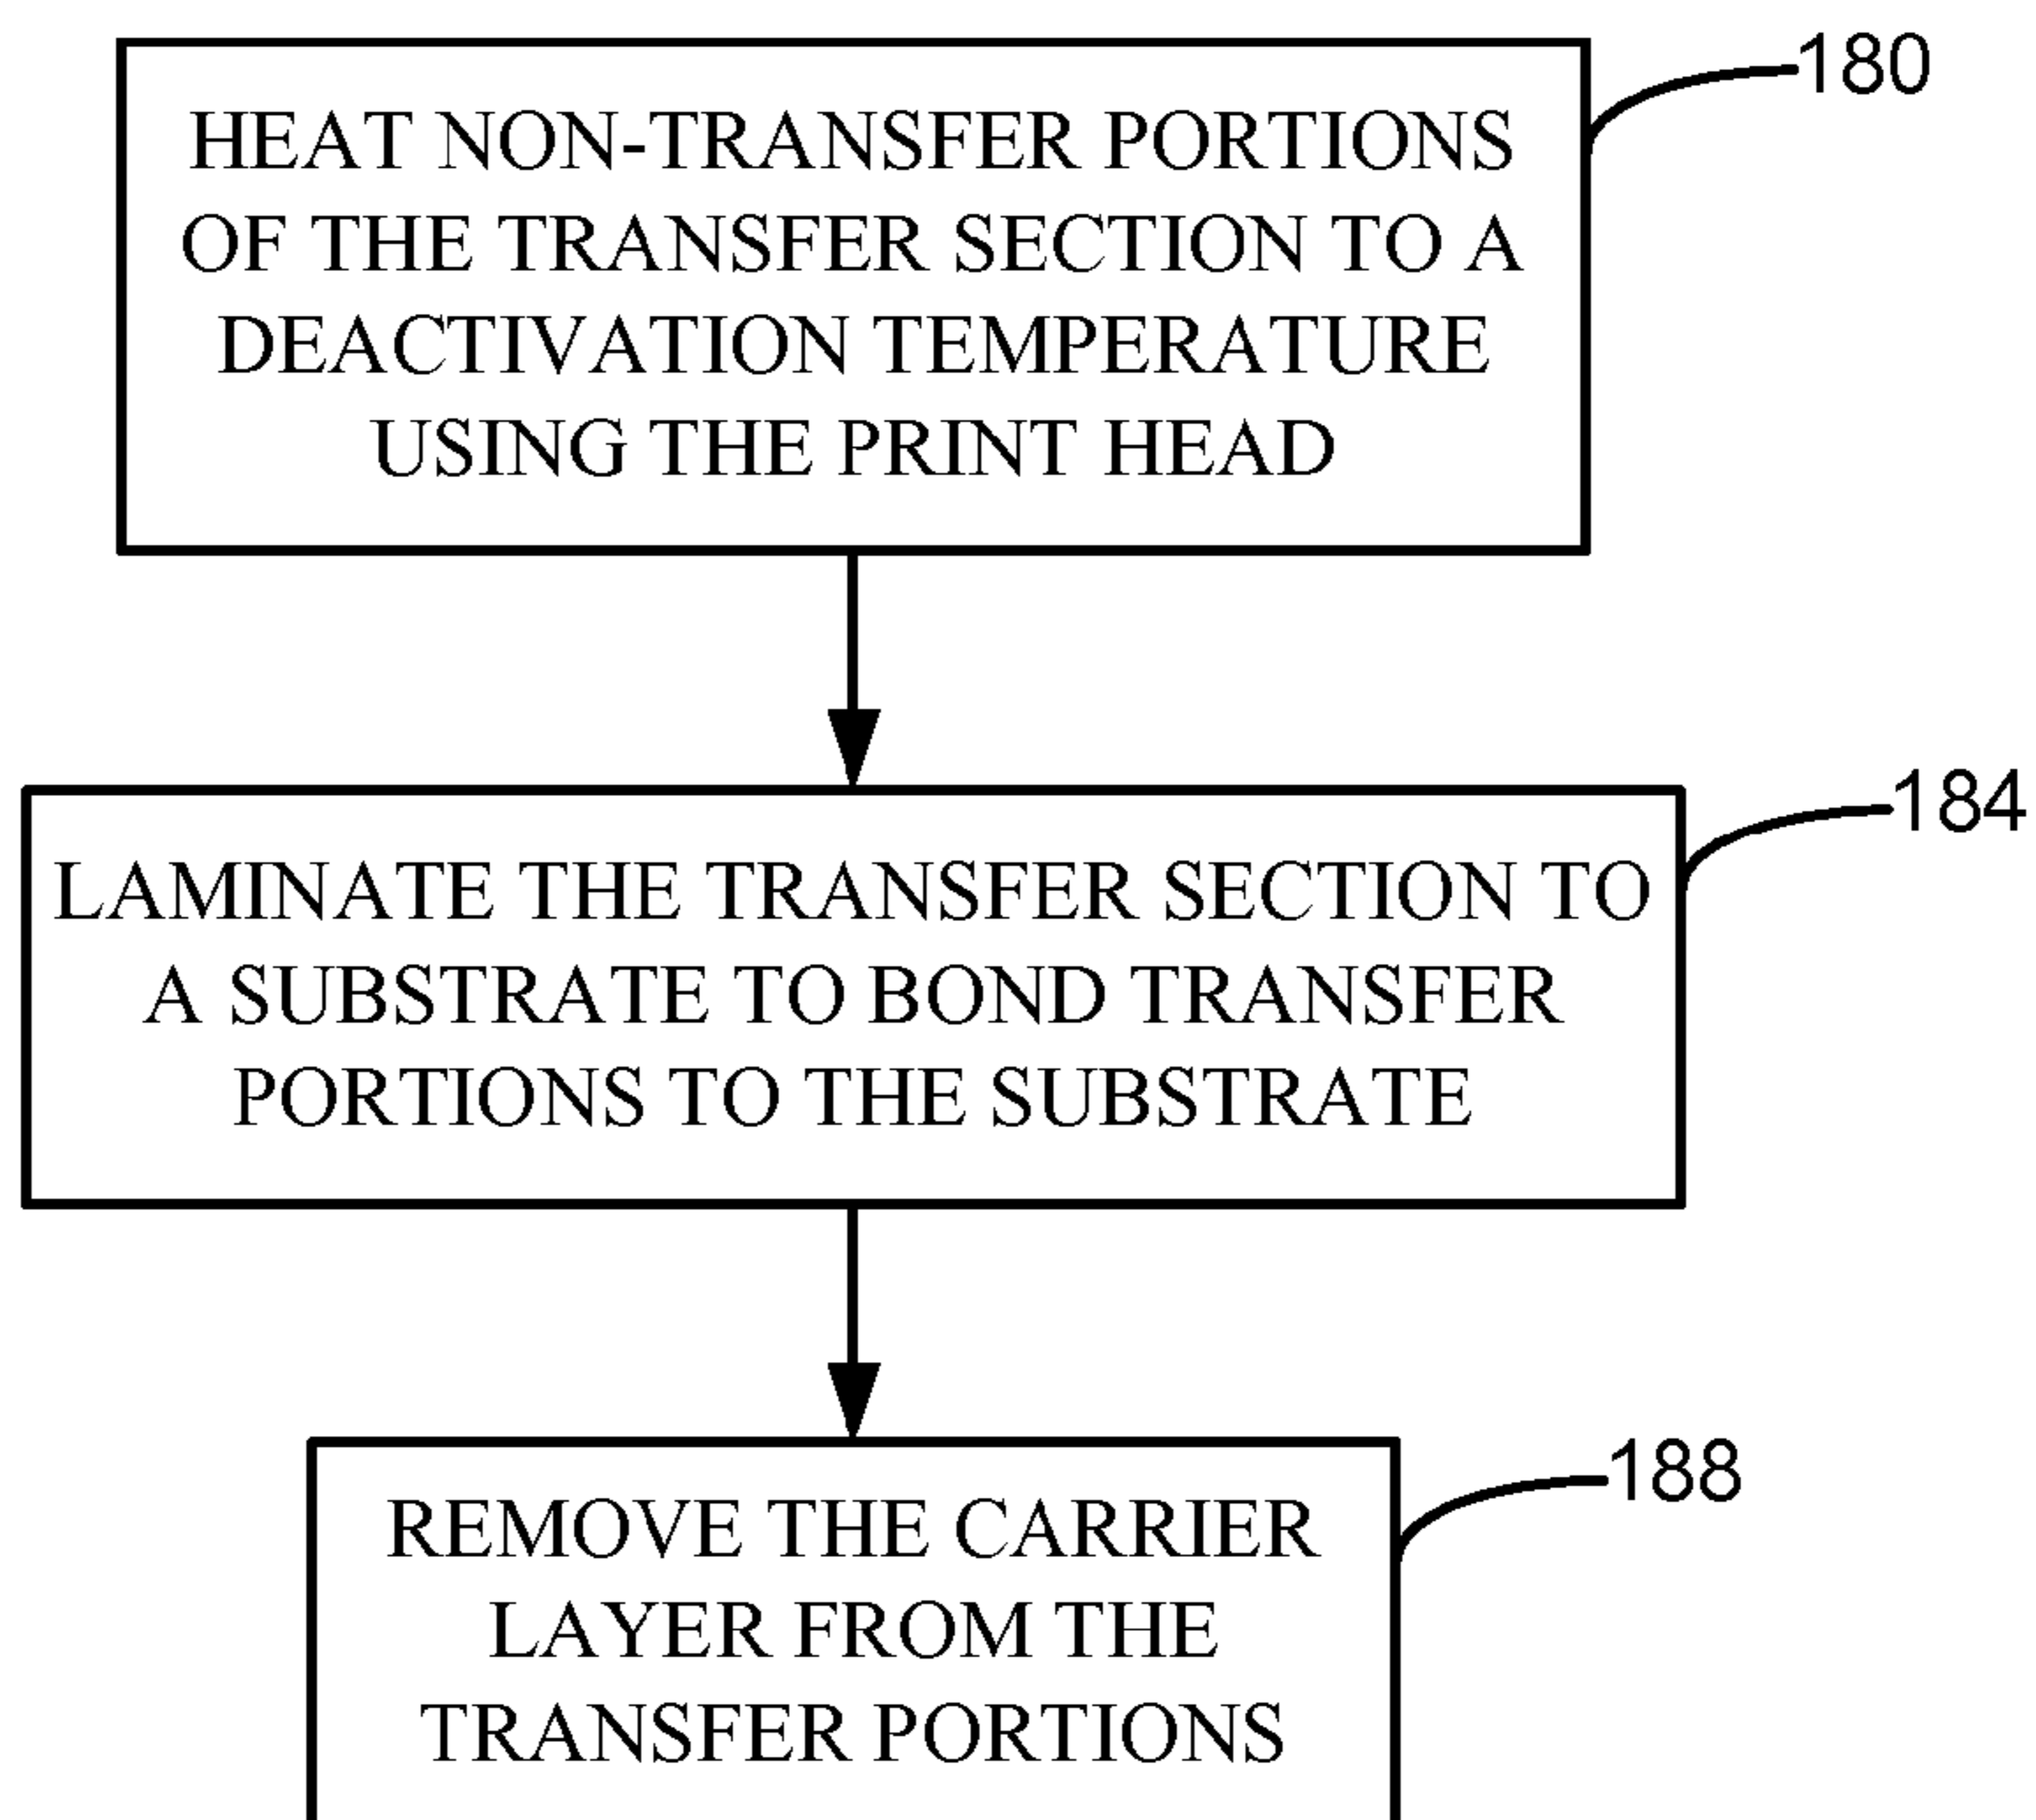 180
HEAT NON-TRANSFER PORTIONS
OF THE TRANSFER SECTION TO A
DEACTIVATION TEMPERATURE
USING THE PRINT HEAD
184
LAMINATE THE TRANSFER SECTION TO
A SUBSTRATE TO BOND TRANSFER
PORTIONS TO THE SUBSTRATE
188
REMOVE THE CARRIER
LAYER FROM THE
TRANSFER PORTIONS